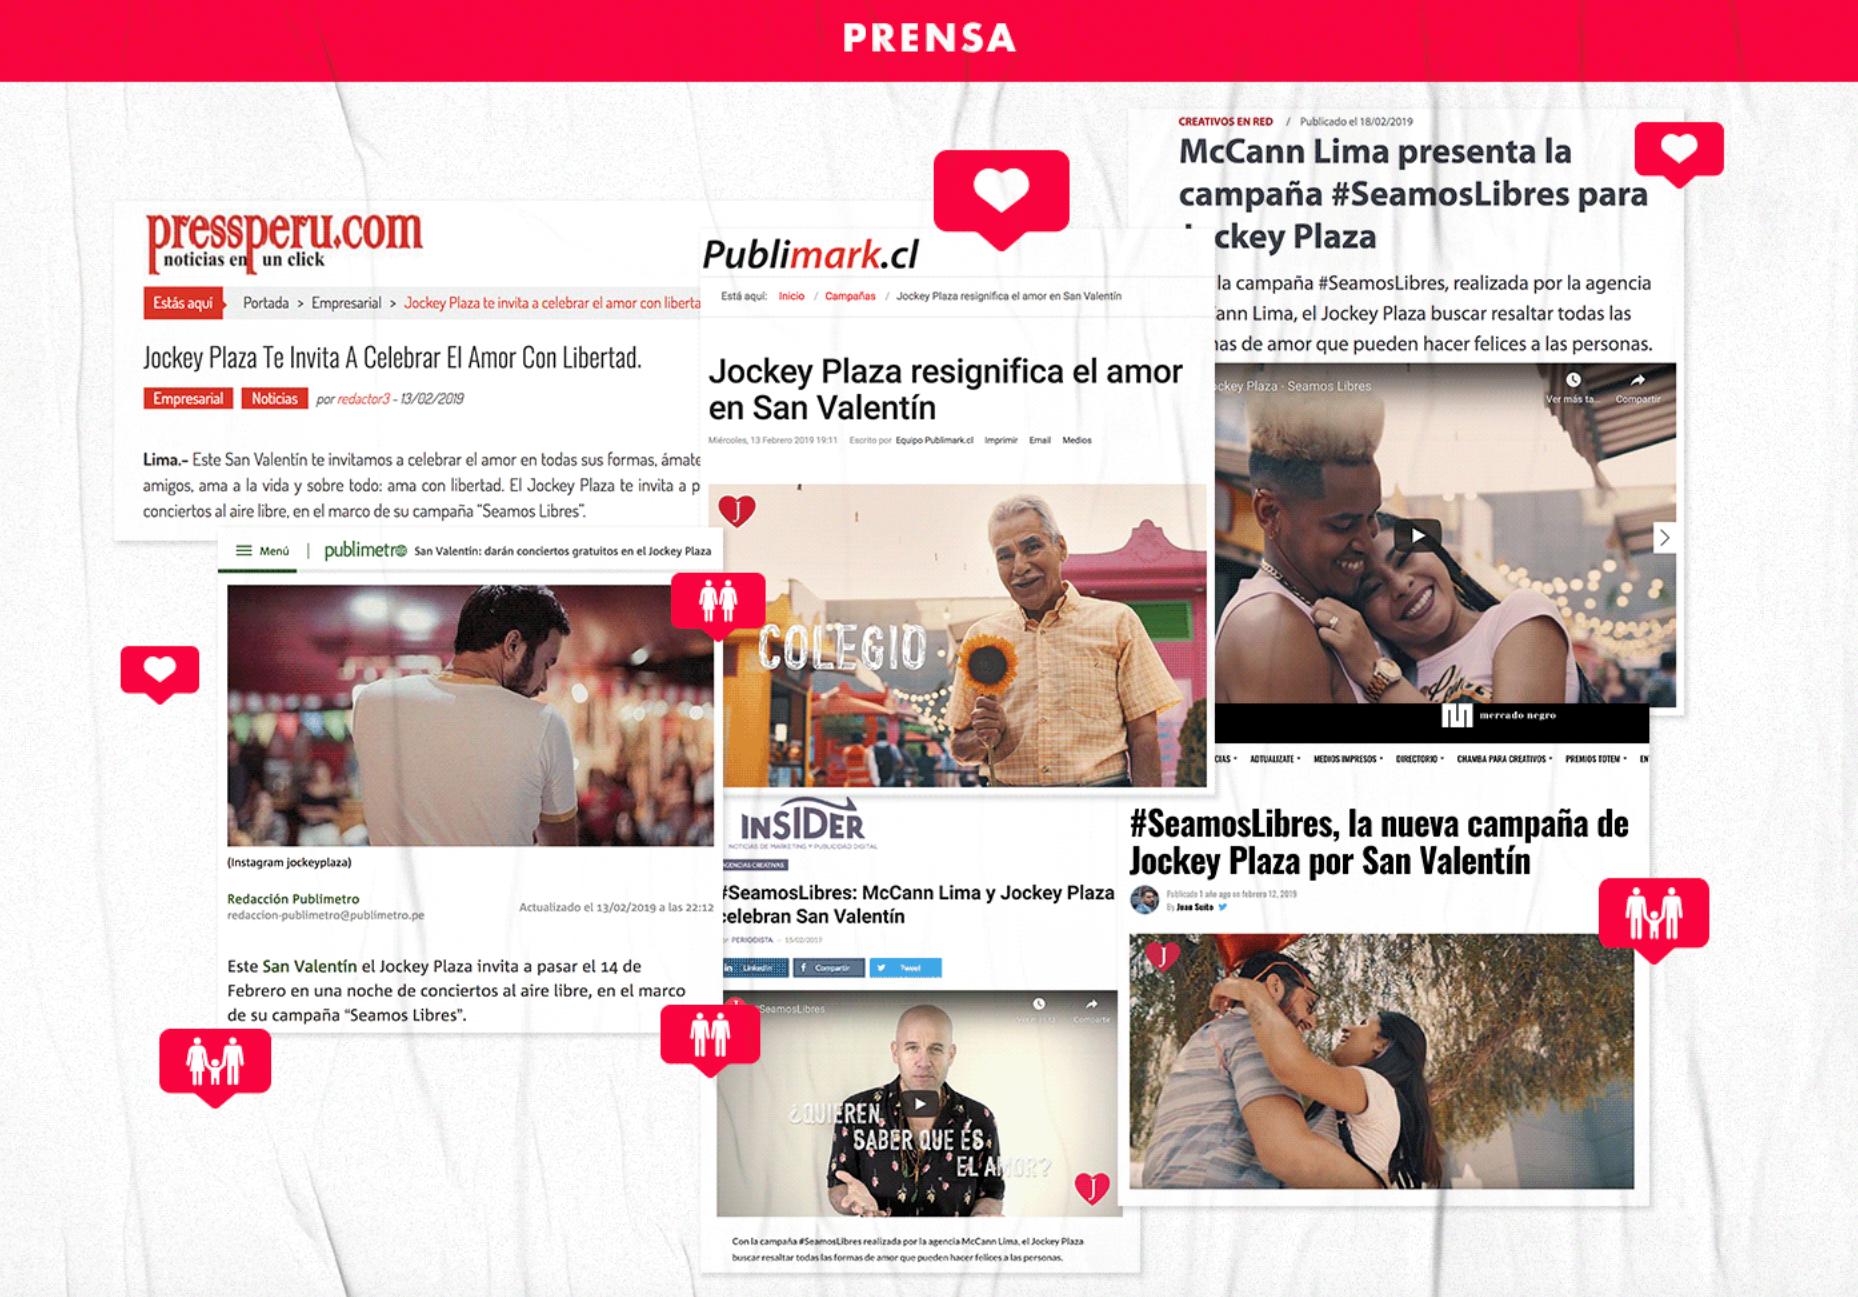 PRENSA
pressperu.com
noticias en un click
Estás aquí
Portada > Empresarial > Jockey Plaza te invita a celebrar el amor con liberta
Jockey Plaza Te Invita A Celebrar El Amor Con Libertad.
Empresarial Noticias por redactor3 - 13/02/2019
Lima.- Este San Valentín te invitamos a celebrar el amor en todas sus formas, ámate
amigos, ama a la vida y sobre todo: ama con libertad. El Jockey Plaza te invita a p
conciertos al aire libre, en el marco de su campaña "Seamos Libres".
Menú | publimetro San Valentín: darán conciertos gratuitos en el Jockey Plaza
(Instagram jockeyplaza)
Redacción Publimetro
redaccion-publimetro@publimetro.pe
Actualizado el 13/02/2019 a las 22:12
Este San Valentín el Jockey Plaza invita a pasar el 14 de
Febrero en una noche de conciertos al aire libre, en el marco
de su campaña "Seamos Libres".
Publimark.cl
Está aquí: Inicio / Campañas / Jockey Plaza resignifica el amor en San Valentín
Jockey Plaza resignifica el amor
en San Valentín
Miércoles, 13 Febrero 2019 19:11 Escrito por Equipo Publimark.cl Imprimir Email Medios
J
COLEGIO
INSIDER
NOTICIAS DE MARKETING Y PUBLICIDAD DIGITAL
AGENCIAS CREATIVAS
#SeamosLibres: McCann Lima y Jockey Plaza
celebran San Valentín
PERIODISTA - 15/02/2019
in LinkedIn f Compartir Tweet
SeamosLibres
Compartir
¿QUIEREN
SABER QUE ES
EL AMOR?
J
Con la campaña #SeamosLibres realizada por la agencia McCann Lima, el Jockey Plaza
buscar resaltar todas las formas de amor que pueden hacer felices a las personas.
CREATIVOS EN RED / Publicado el 18/02/2019
McCann Lima presenta la
campaña #SeamosLibres para
Jockey Plaza
la campaña #SeamosLibres, realizada por la agencia
ann Lima, el Jockey Plaza buscar resaltar todas las
as de amor que pueden hacer felices a las personas.
ckey Plaza - Seamos Libres
Ver más ta... Compartir
mercado negro
CIAS ADTUALIZATE MEDIOS IMPRESOS DIRECTORIO CHAMBA PARA CREATIVOS PREMIOS TOTEM EN
#SeamosLibres, la nueva campaña de
Jockey Plaza por San Valentín
Publicado 1 año ago on febrero 12, 2019
By Juan Suito
J